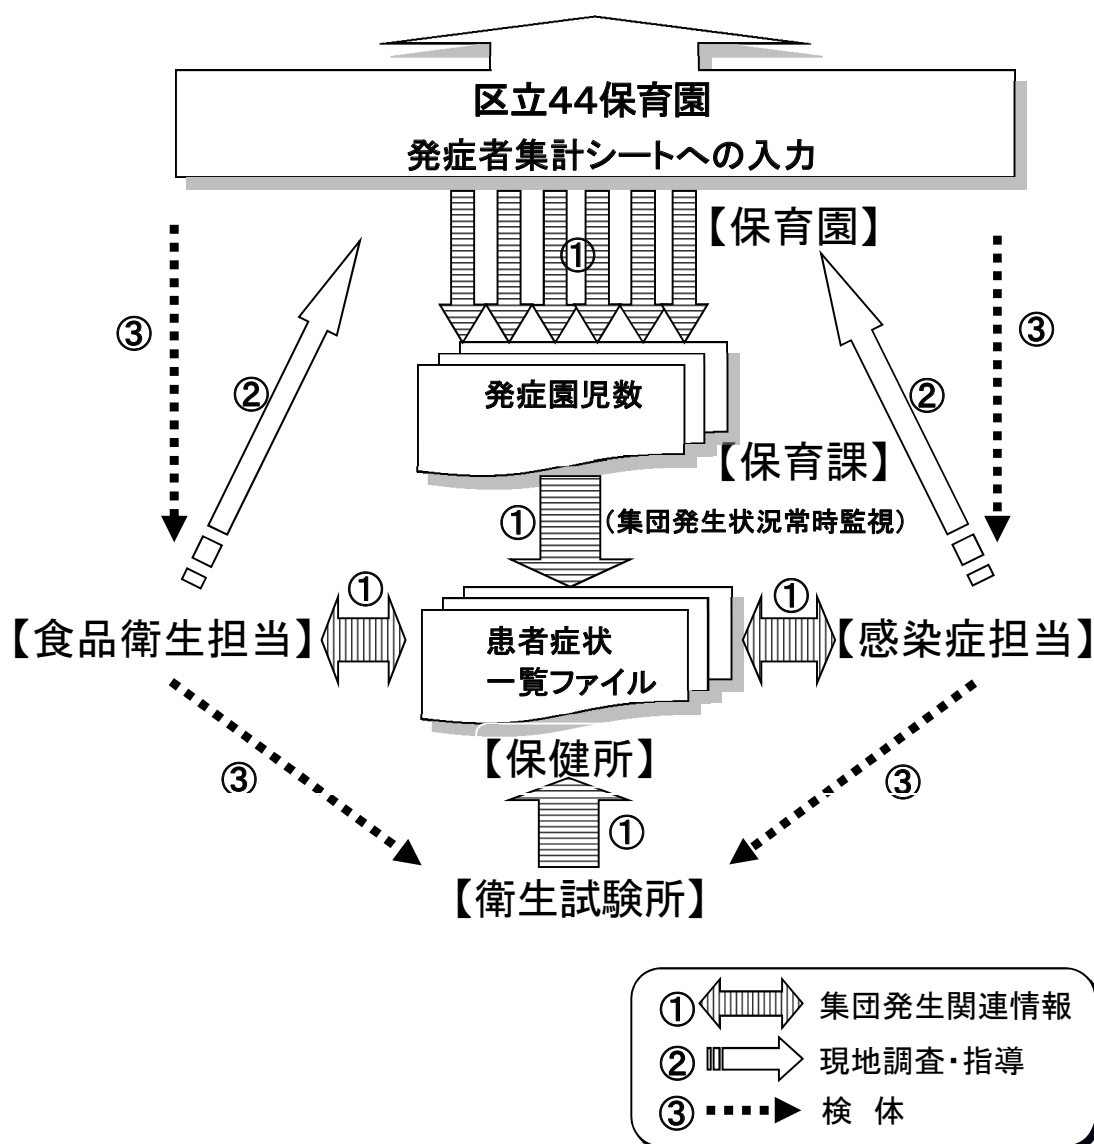 区立44保育園
発症者集計シートへの入力
【保育園】
①
③
③
②
②
発症園児数
【保育課】
①
(集団発生状況常時監視)
①
①
【食品衛生担当】
患者症状
一覧ファイル
【感染症担当】
【保健所】
③
③
①
【衛生試験所】
① 集団発生関連情報
② 現地調査・指導
③ 検 体